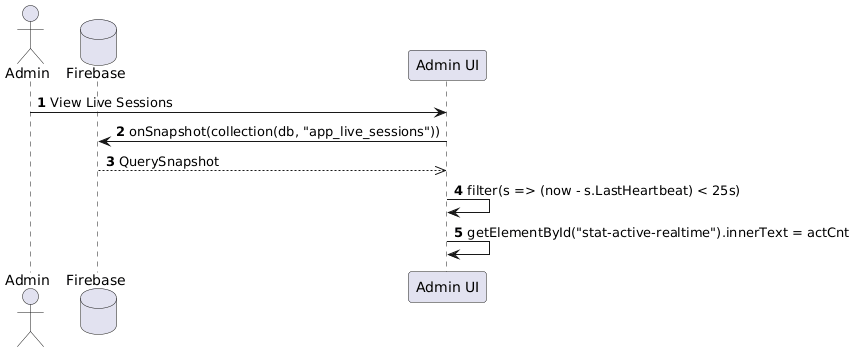 Admin
Firebase
Admin UI
1 View Live Sessions
2 onSnapshot(collection(db, "app_live_sessions"))
3 QuerySnapshot
4 filter(s => (now - s.LastHeartbeat) < 25s)
5 getElementById("stat-active-realtime").innerText = actCnt
Admin
Firebase
Admin UI